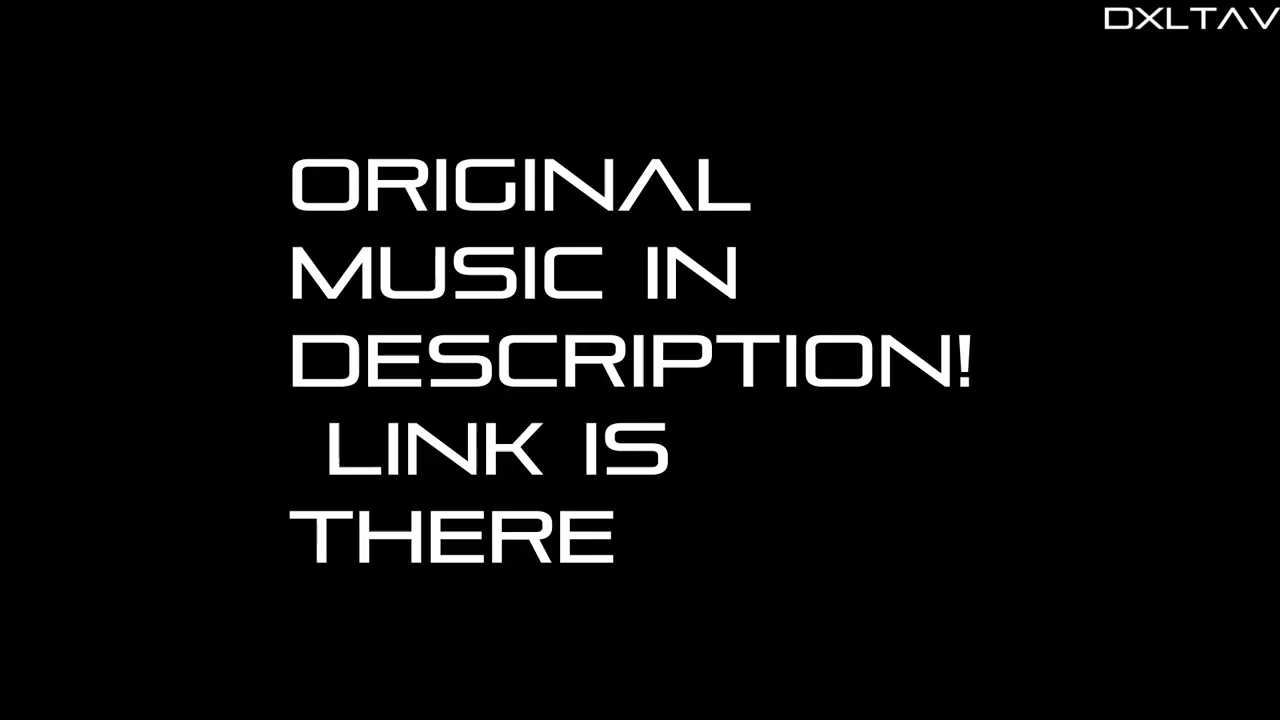 DXLTAV
ORIGINAL
MUSIC IN
DESCRIPTION!
LINK IS
THERE